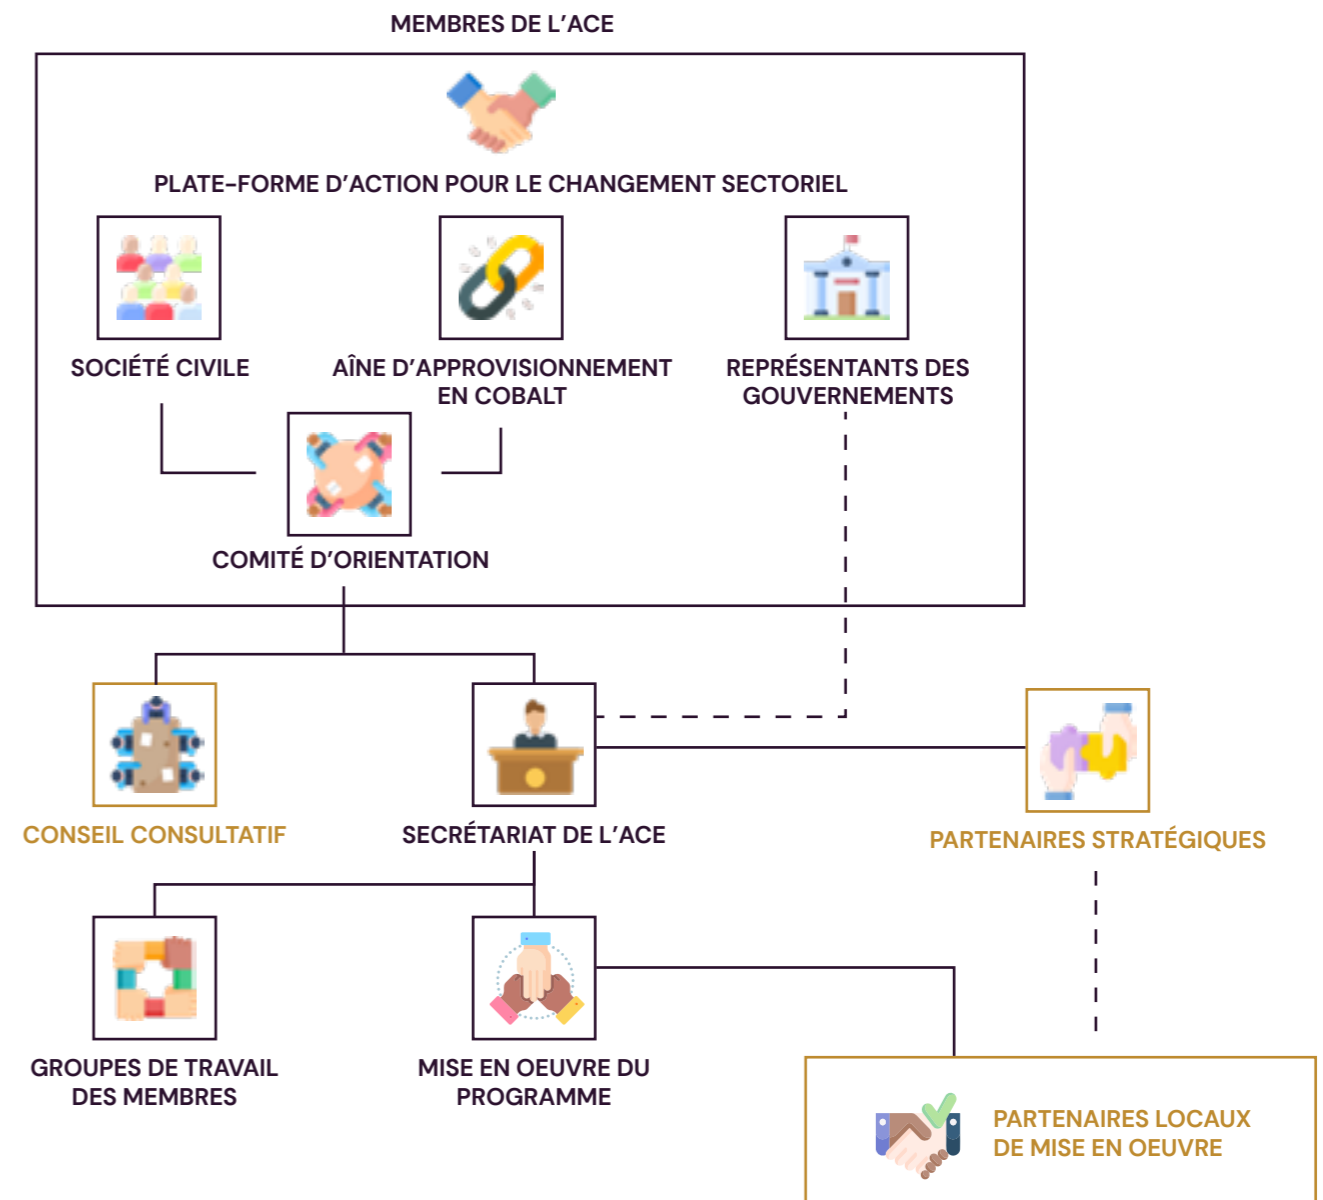 MEMBRES DE L'ACE
PLATE-FORME D'ACTION POUR LE CHANGEMENT SECTORIEL
SOCIÉTÉ CIVILE
AÎNE D'APPROVISIONNEMENT
EN COBALT
REPRÉSENTANTS DES
GOUVERNEMENTS
COMITÉ D'ORIENTATION
CONSEIL CONSULTATIF
SECRÉTARIAT DE L'ACE
PARTENAIRES STRATÉGIQUES
GROUPES DE TRAVAIL
DES MEMBRES
MISE EN OEUVRE DU
PROGRAMME
PARTENAIRES LOCAUX
DE MISE EN OEUVRE